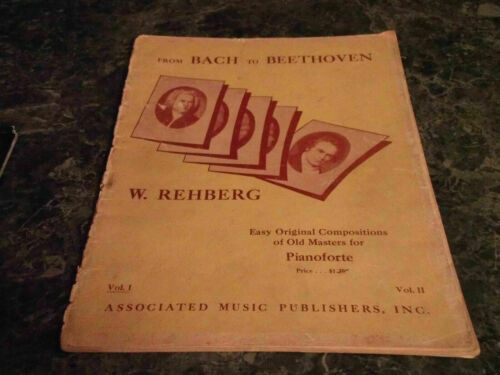 FROM BACH TO BEETHOVEN
W. REHBERG
Easy Original Compositions
of Old Masters for
Pianoforte
Price . . .
Vol. I
Vol. II
ASSOCIATED MUSIC PUBLISHERS, INC.